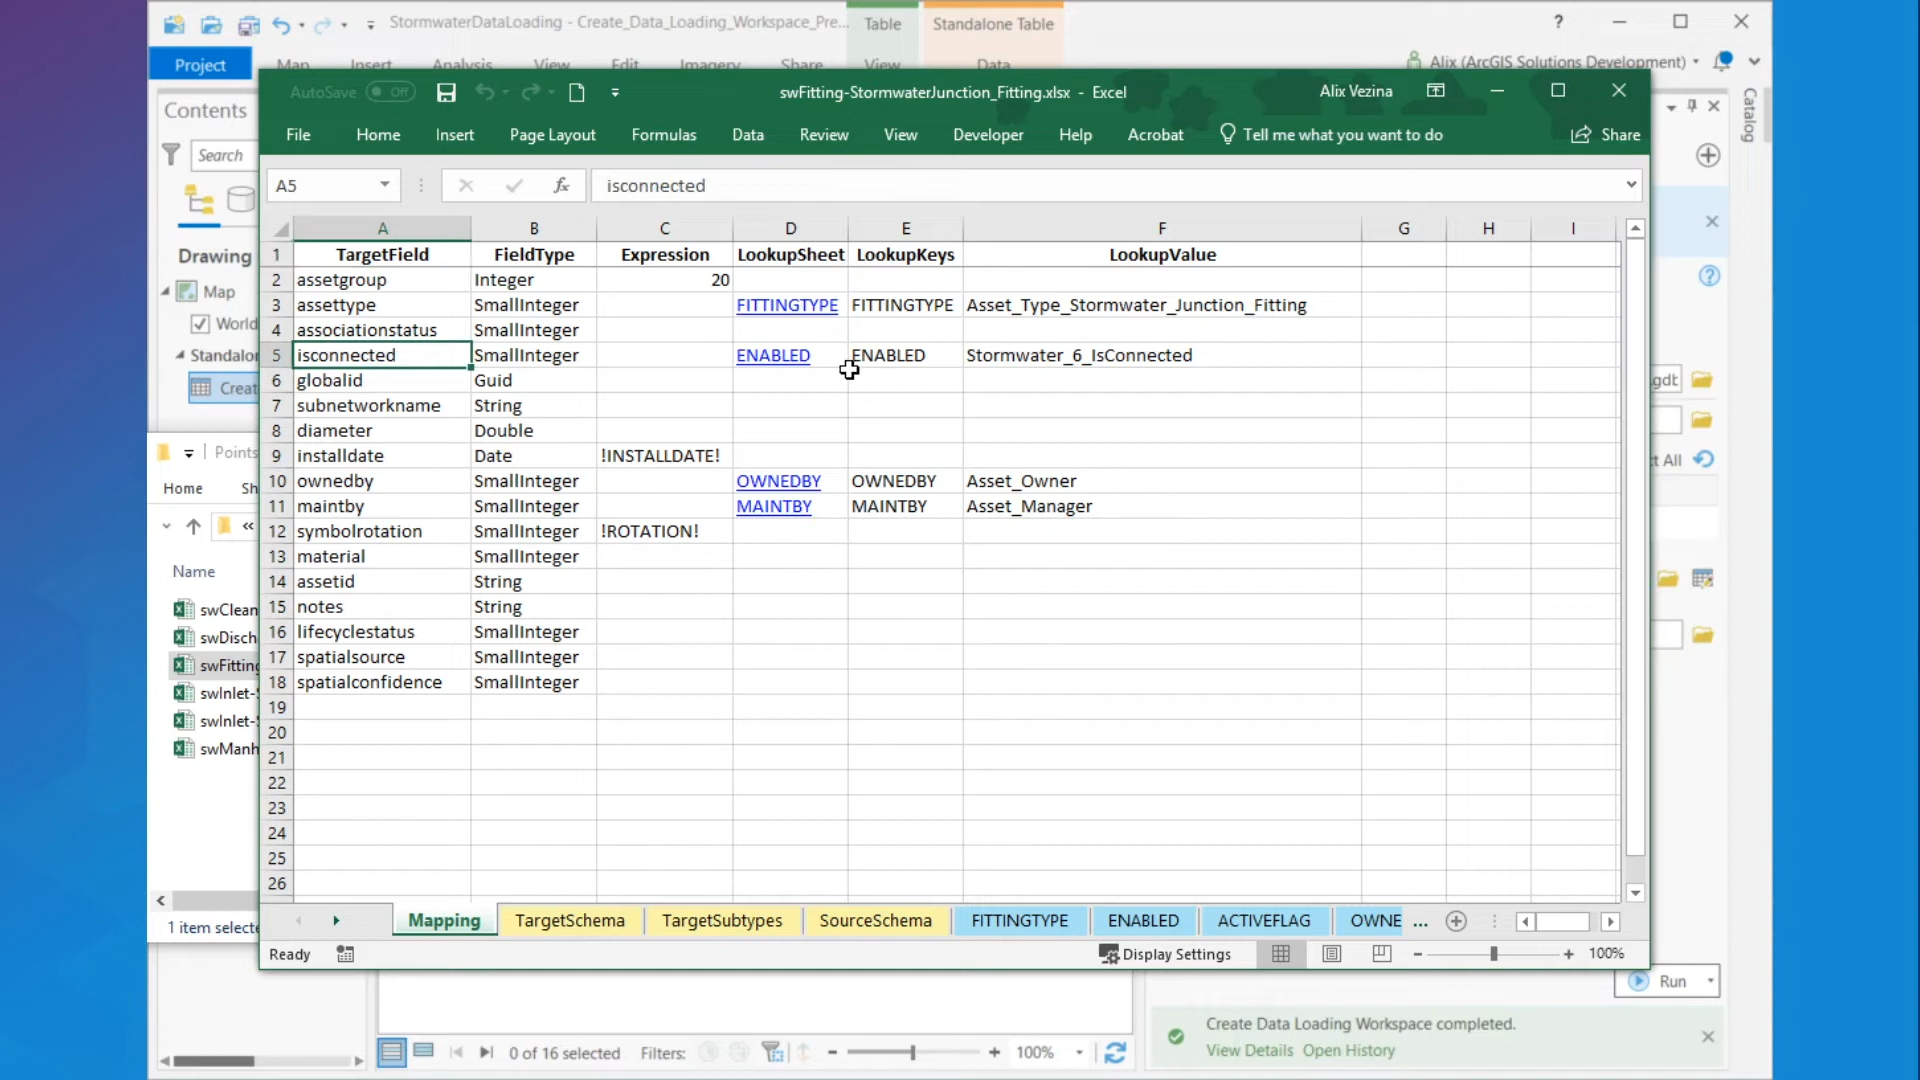 StormwaterDataLoading - Create_Data_Loading_Workspace_Pre...
Table
Standalone Table
?
Project
Map
Insert
Analysis
View
Edit
Imagery
Share
View
Data
Alix (ArcGIS Solutions Development)
AutoSave Off
swFitting-StormwaterJunction_Fitting.xlsx - Excel
Alix Vezina
File Home Insert Page Layout Formulas Data Review View Developer Help Acrobat Tell me what you want to do Share
Contents
Search
Catalog
A5 fx isconnected
A B C D E F G H I
1 TargetField FieldType Expression LookupSheet LookupKeys LookupValue
2 assetgroup Integer 20
3 assettype SmallInteger FITTINGTYPE FITTINGTYPE Asset_Type_Stormwater_Junction_Fitting
4 associationstatus SmallInteger
5 isconnected SmallInteger ENABLED ENABLED Stormwater_6_IsConnected
6 globalid Guid
7 subnetworkname String
8 diameter Double
9 installdate Date !INSTALLDATE!
10 ownedby SmallInteger OWNEDBY OWNEDBY Asset_Owner
11 maintby SmallInteger MAINTBY MAINTBY Asset_Manager
12 symbolrotation SmallInteger !ROTATION!
13 material SmallInteger
14 assetid String
15 notes String
16 lifecyclestatus SmallInteger
17 spatialsource SmallInteger
18 spatialconfidence SmallInteger
19
20
21
22
23
24
25
26
Drawing
Map
World
Standalo
Creat
Points
Home Sh
«
Name
swClean
swDisch
swFitting
swInlet-S
swInlet-S
swManh
1 item selecte
?
.gdt
ct All
Mapping TargetSchema TargetSubtypes SourceSchema FITTINGTYPE ENABLED ACTIVEFLAG OWNE ...
Ready Display Settings 100%
Run
0 of 16 selected Filters: 100%
Create Data Loading Workspace completed.
View Details Open History